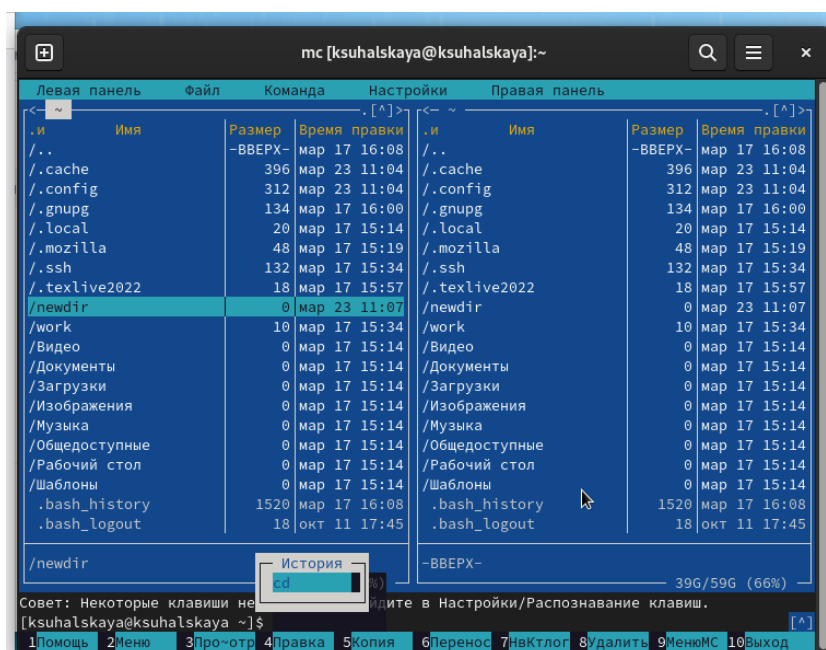 mc [ksuhalskaya@ksuhalskaya]:~
Левая панель Файл Команда Настройки Правая панель
<— ~ .[^]> <— ~ .[^]>
.и Имя Размер Время правки .и Имя Размер Время правки
/.. -ВВЕРХ- мар 17 16:08 /.. -ВВЕРХ- мар 17 16:08
/.cache 396 мар 23 11:04 /.cache 396 мар 23 11:04
/.config 312 мар 23 11:04 /.config 312 мар 23 11:04
/.gnupg 134 мар 17 16:00 /.gnupg 134 мар 17 16:00
/.local 20 мар 17 15:14 /.local 20 мар 17 15:14
/.mozilla 48 мар 17 15:19 /.mozilla 48 мар 17 15:19
/.ssh 132 мар 17 15:34 /.ssh 132 мар 17 15:34
/.texlive2022 18 мар 17 15:57 /.texlive2022 18 мар 17 15:57
/newdir 0 мар 23 11:07 /newdir 0 мар 23 11:07
/work 10 мар 17 15:34 /work 10 мар 17 15:34
/Видео 0 мар 17 15:14 /Видео 0 мар 17 15:14
/Документы 0 мар 17 15:14 /Документы 0 мар 17 15:14
/Загрузки 0 мар 17 15:14 /Загрузки 0 мар 17 15:14
/Изображения 0 мар 17 15:14 /Изображения 0 мар 17 15:14
/Музыка 0 мар 17 15:14 /Музыка 0 мар 17 15:14
/Общедоступные 0 мар 17 15:14 /Общедоступные 0 мар 17 15:14
/Рабочий стол 0 мар 17 15:14 /Рабочий стол 0 мар 17 15:14
/Шаблоны 0 мар 17 15:14 /Шаблоны 0 мар 17 15:14
.bash_history 1520 мар 17 16:08 .bash_history 1520 мар 17 16:08
.bash_logout 18 окт 11 17:45 .bash_logout 18 окт 11 17:45
/newdir История -ВВЕРХ-
cd %) 39G/59G (66%)
Совет: Некоторые клавиши не йдите в Настройки/Распознавание клавиш.
[ksuhalskaya@ksuhalskaya ~]$ [^]
1Помощь 2Меню 3Про~отр 4Правка 5Копия 6Перенос 7НвКтлог 8Удалить 9МенюMC 10Выход